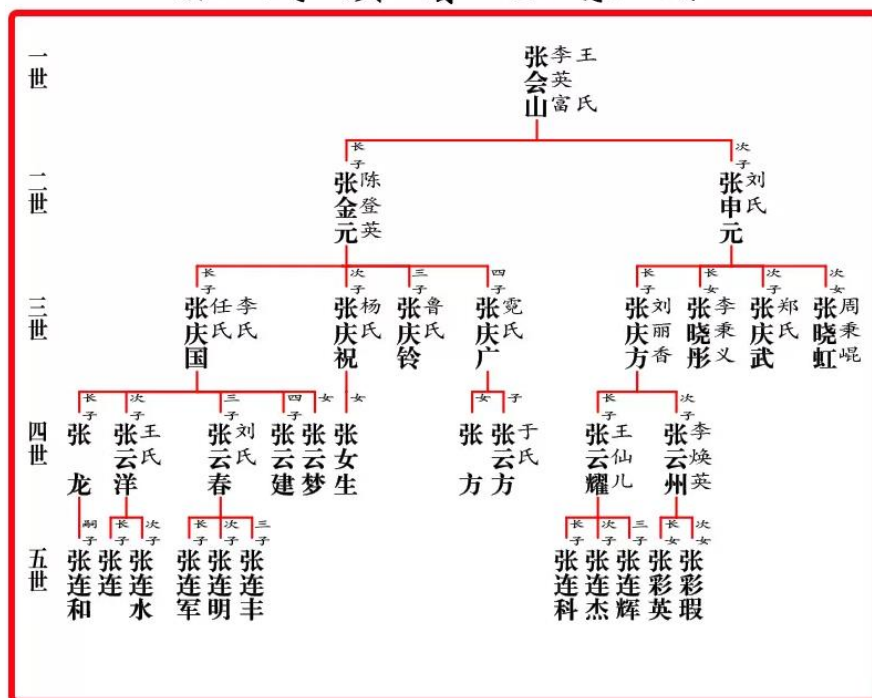 一世
张会山 李英富 王氏
长子 次子
二世
张金元 陈登英
张申元 刘氏
长子 次子 三子 四子 长子 长女 次子 次女
三世
张庆国 任氏 李氏
张庆祝 杨氏
张庆铃 鲁氏
张庆广 霓氏
张庆方 刘丽香
张晓彤 李秉义
张庆武 郑氏
张晓虹 周秉崐
长子 次子 三子 四子 女 女 女 子 长子 次子
四世
张龙
张云洋 王氏
张云春 刘氏
张云建
张云梦
张女生
张方
张云方 于氏
张云耀 王仙儿
张云州 李焕英
嗣子 长子 次子 长子 次子 三子 长子 次子 三子 长女 次女
五世
张连和
张连
张连水
张连军
张连明
张连丰
张连科
张连杰
张连辉
张彩英
张彩瑕